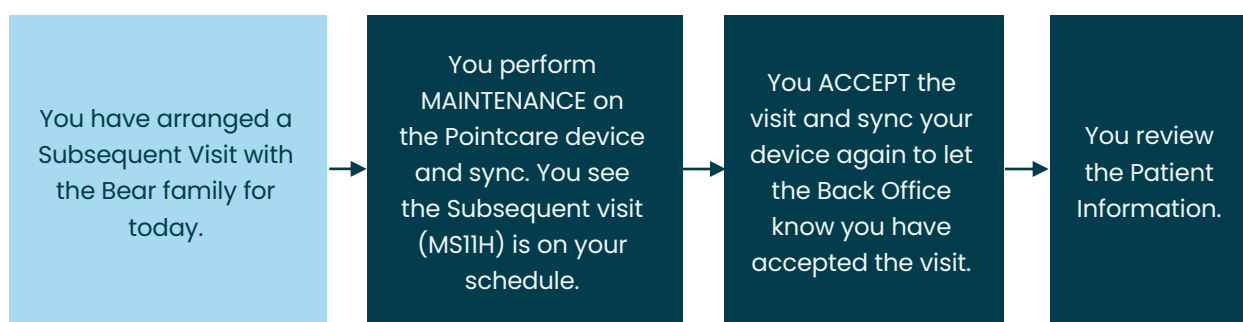 You have arranged a
Subsequent Visit with
the Bear family for
today.
You perform
MAINTENANCE on
the Pointcare device
and sync. You see
the Subsequent visit
(MS11H) is on your
schedule.
You ACCEPT the
visit and sync your
device again to let
the Back Office
know you have
accepted the visit.
You review
the Patient
Information.